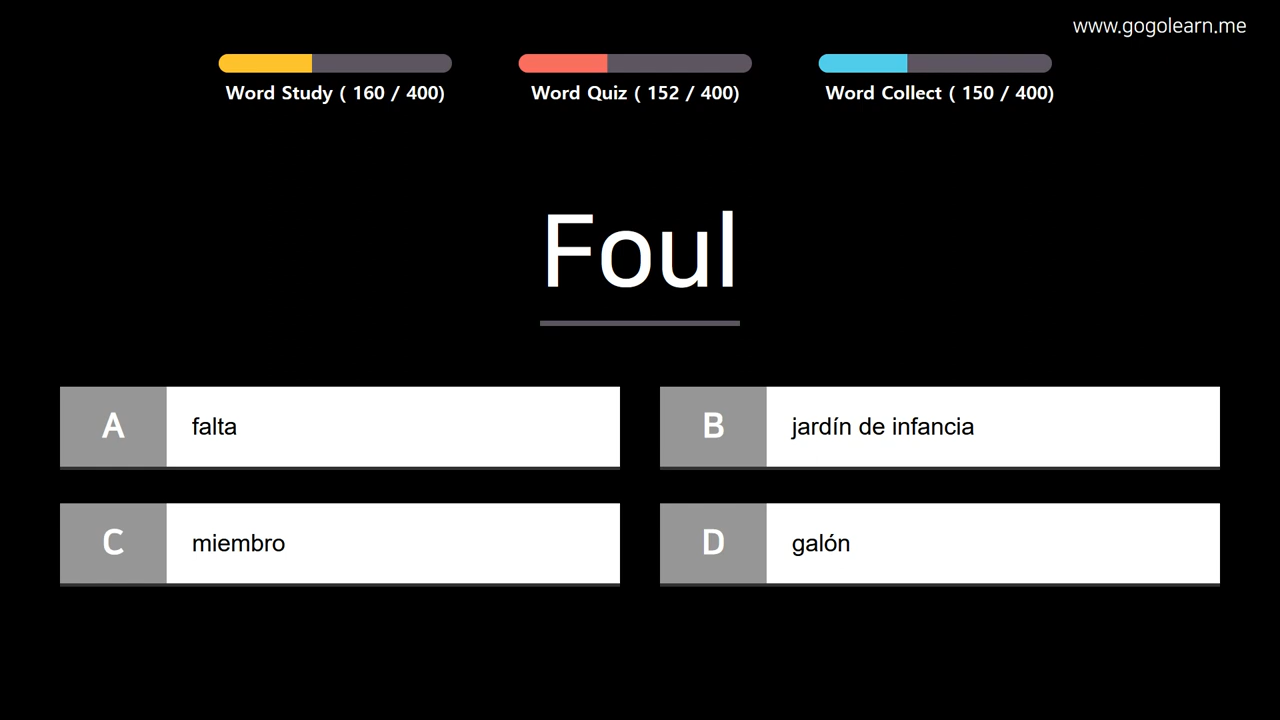 www.gogolearn.me
Word Study ( 160 / 400)
Word Quiz ( 152 / 400)
Word Collect ( 150 / 400)
Foul
A
falta
B
jardín de infancia
C
miembro
D
galón